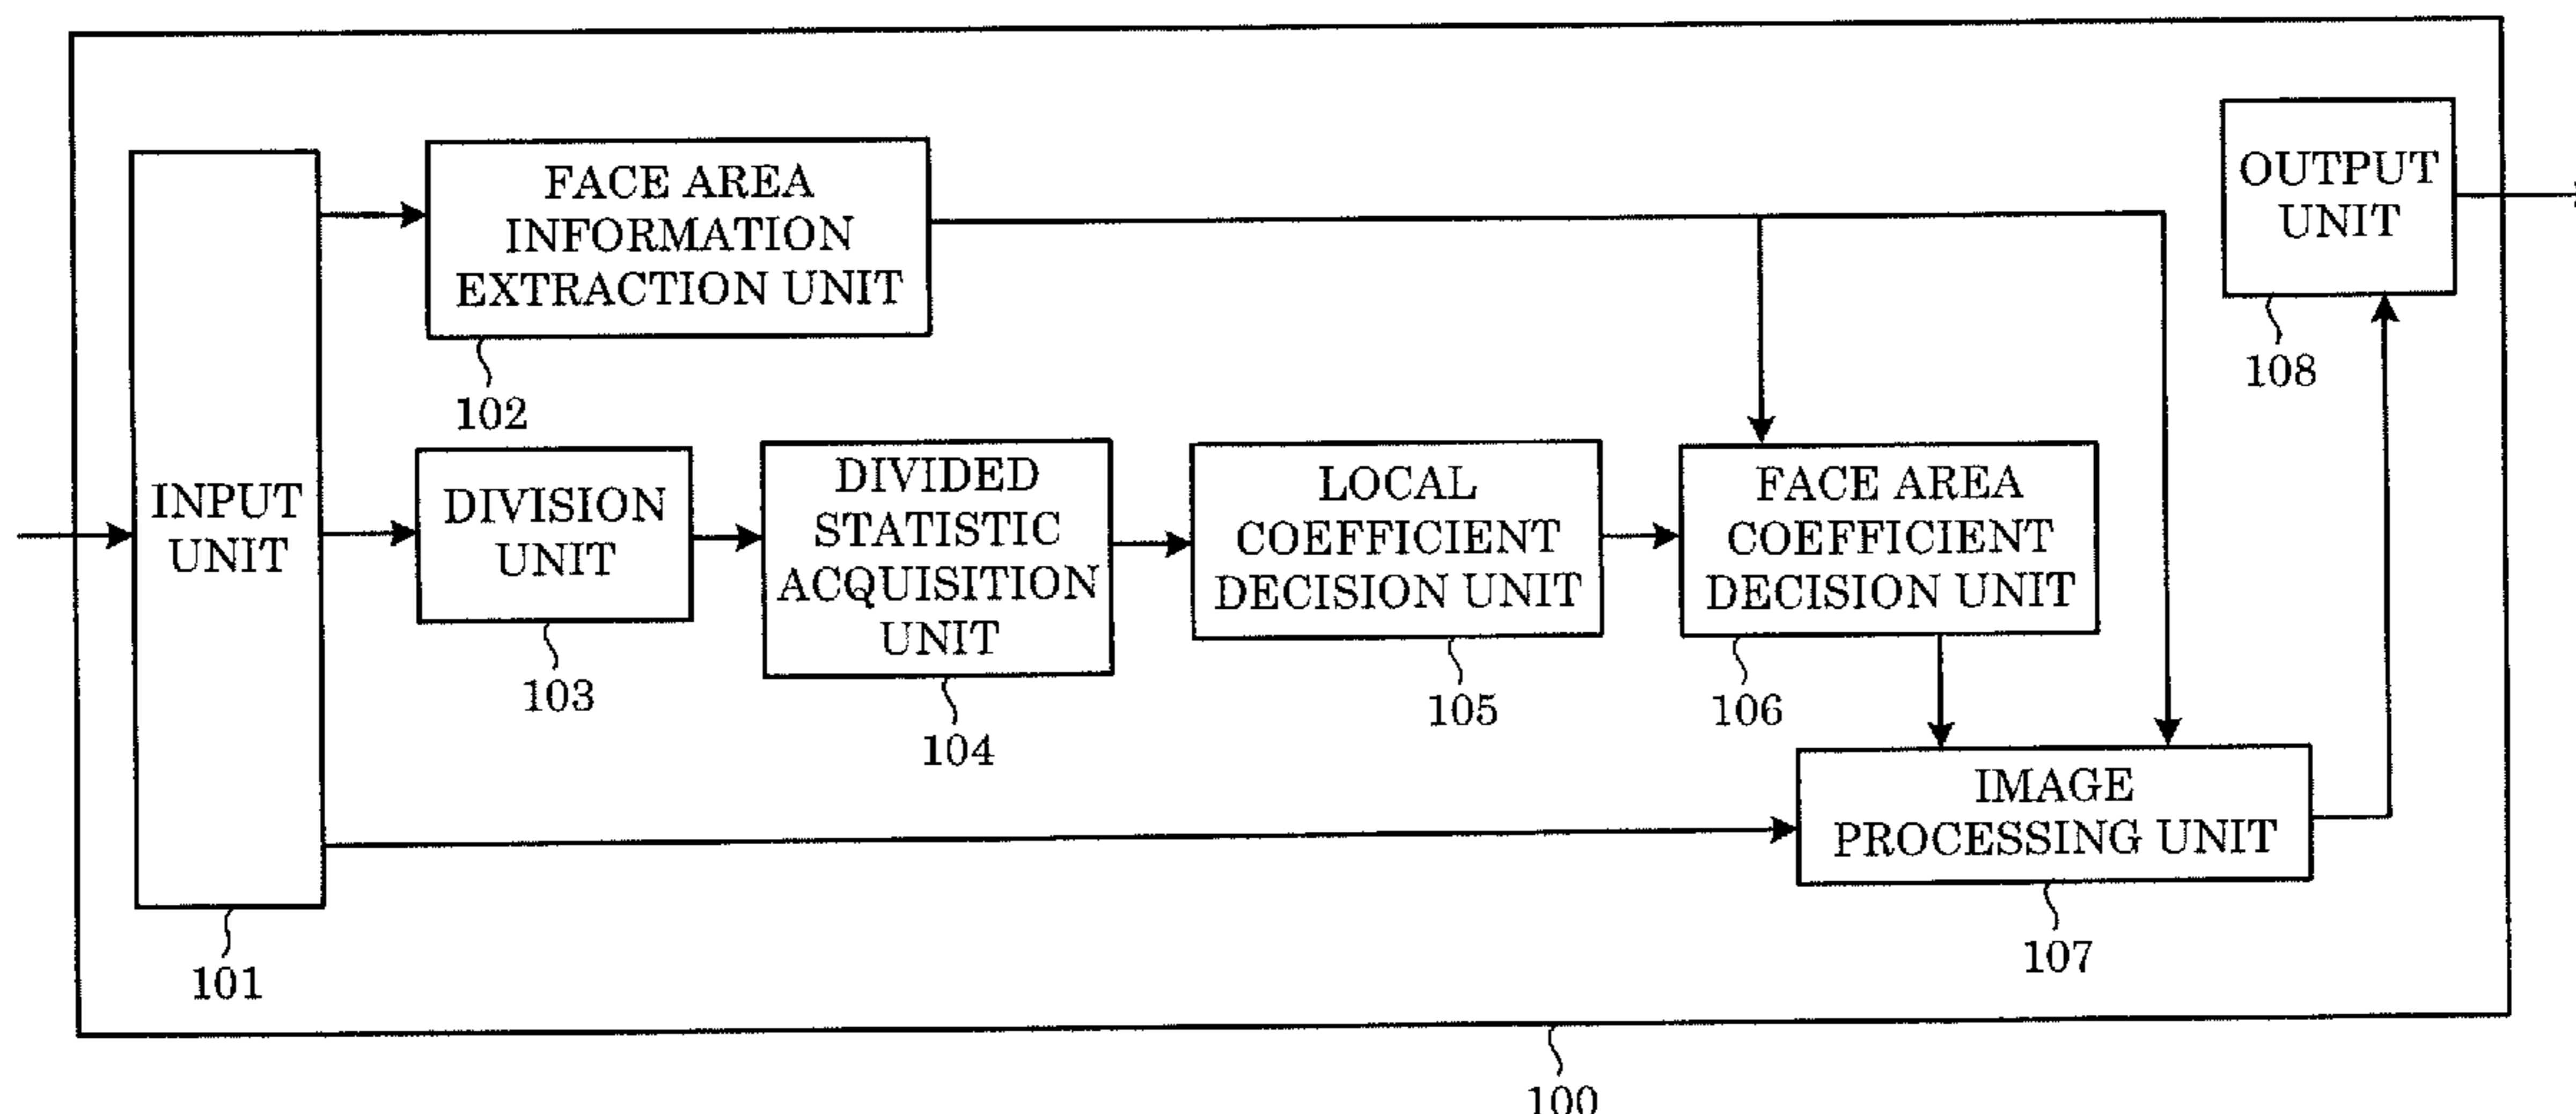 FACE AREA
INFORMATION
EXTRACTION UNIT
102
OUTPUT
UNIT
108
INPUT
UNIT
101
DIVISION
UNIT
103
DIVIDED
STATISTIC
ACQUISITION
UNIT
104
LOCAL
COEFFICIENT
DECISION UNIT
105
FACE AREA
COEFFICIENT
DECISION UNIT
106
IMAGE
PROCESSING UNIT
107
100